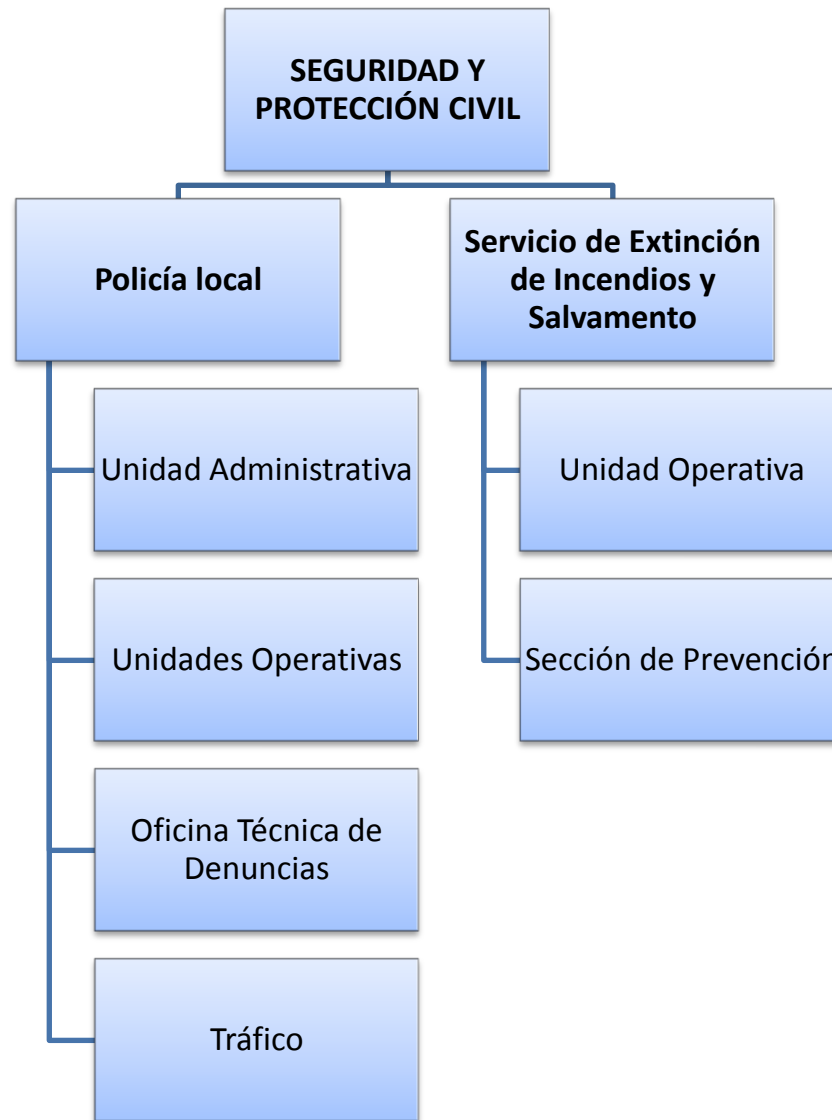 SEGURIDAD Y
PROTECCIÓN CIVIL
Policía local
Unidad Administrativa
Unidades Operativas
Oficina Técnica de
Denuncias
Tráfico
Servicio de Extinción
de Incendios y
Salvamento
Unidad Operativa
Sección de Prevención